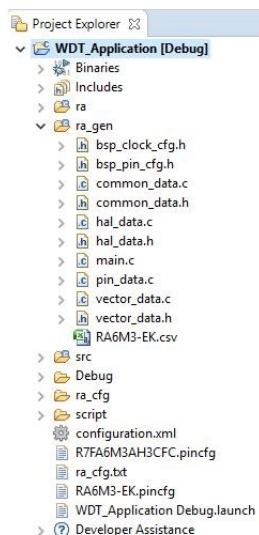 Project Explorer
WDT_Application [Debug]
Binaries
Includes
ra
ra_gen
bsp_clock_cfg.h
bsp_pin_cfg.h
common_data.c
common_data.h
hal_data.c
hal_data.h
main.c
pin_data.c
vector_data.c
vector_data.h
RA6M3-EK.csv
src
Debug
ra_cfg
script
configuration.xml
R7FA6M3AH3CFC.pincfg
ra_cfg.txt
RA6M3-EK.pincfg
WDT_Application Debug.launch
Developer Assistance